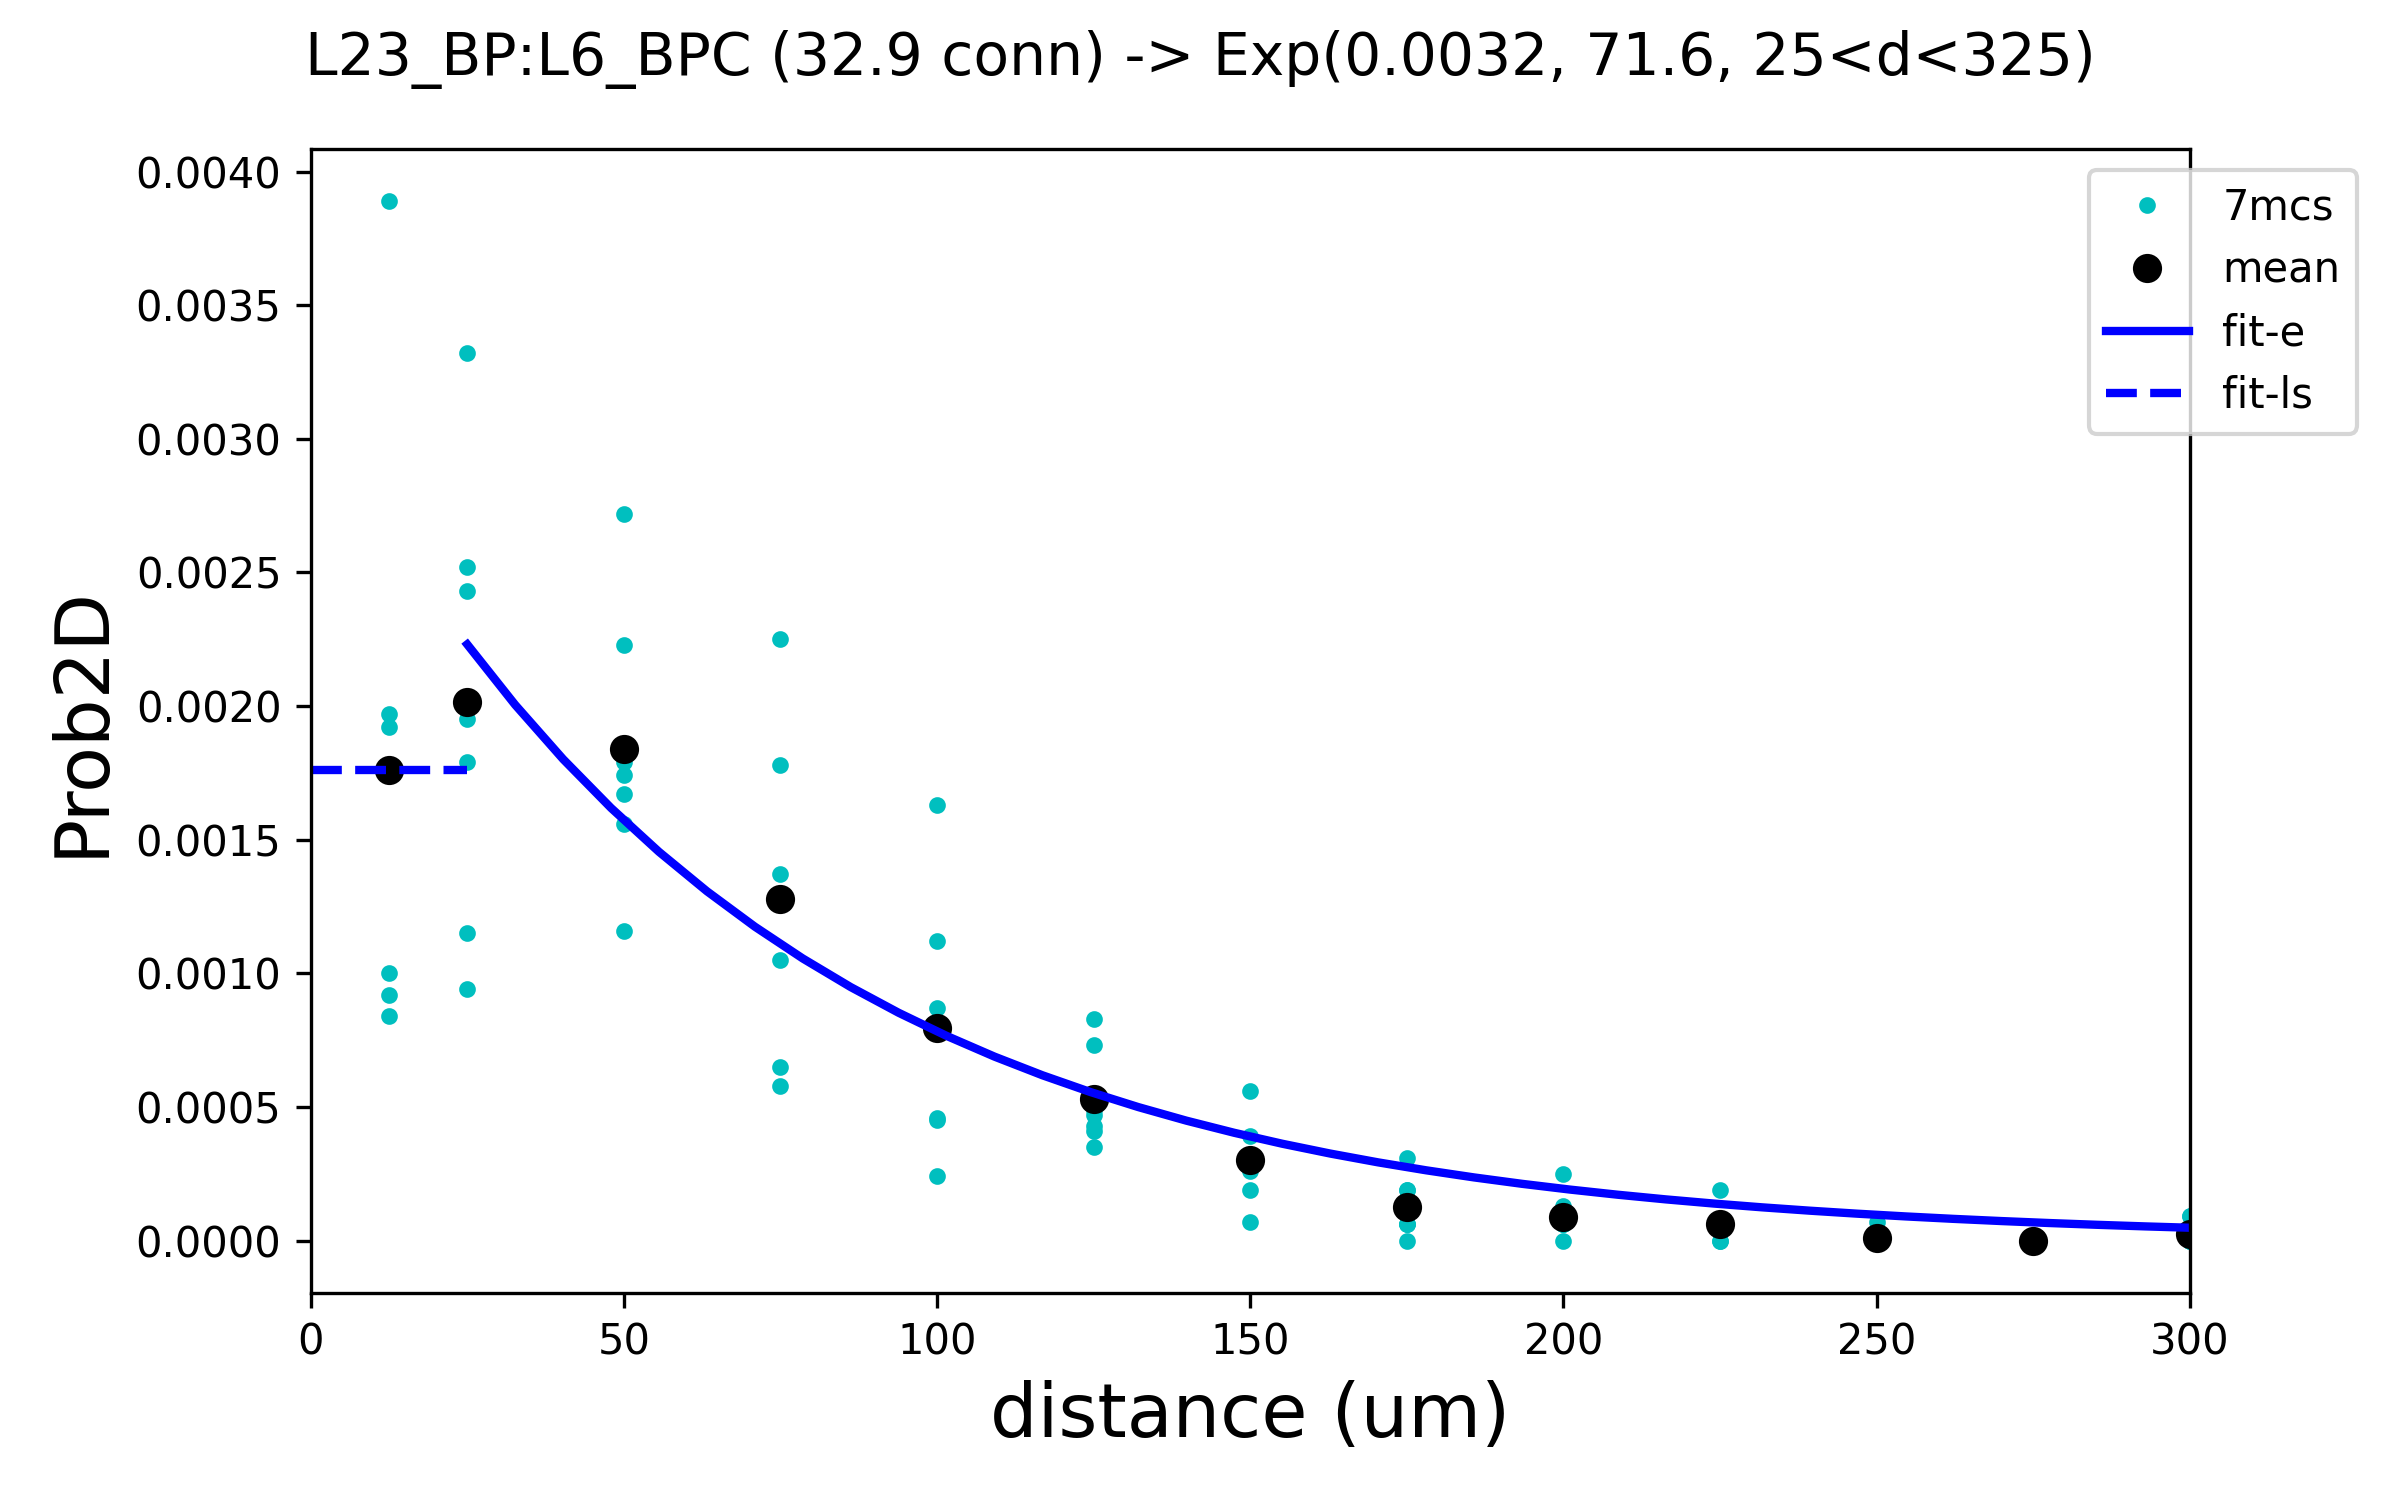 L23_BP:L6_BPC (32.9 conn) -> Exp(0.0032, 71.6, 25<d<325)
0.0040
0.0035
0.0030
0.0025
0.0020
0.0015
0.0010
0.0005
0.0000
Prob2D
7mcs
mean
fit-e
fit-ls
0 50 100 150 200 250 300
distance (um)